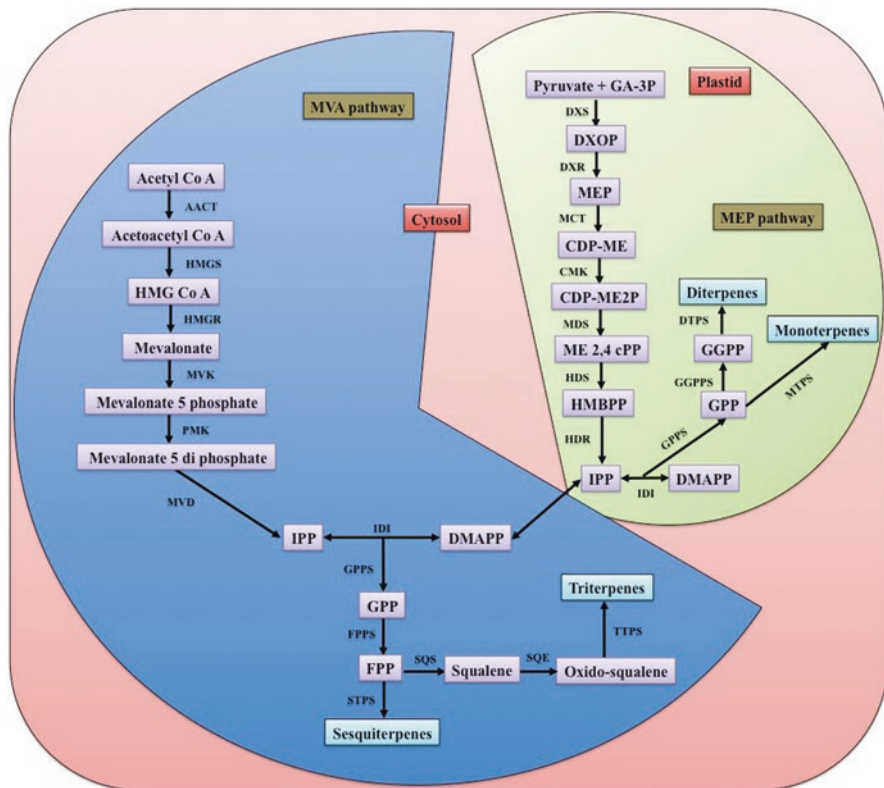 MVA pathway
Cytosol
Acetyl Co A
AACT
Acetoacetyl Co A
HMGS
HMG Co A
HMGR
Mevalonate
MVK
Mevalonate 5 phosphate
PMK
Mevalonate 5 di phosphate
MVD
IPP
IDI
DMAPP
GPPS
GPP
FPPS
FPP
SQS
Squalene
SQE
Oxido-squalene
TTPS
Triterpenes
STPS
Sesquiterpenes
Plastid
MEP pathway
Pyruvate + GA-3P
DXS
DXOP
DXR
MEP
MCT
CDP-ME
CMK
CDP-ME2P
MDS
ME 2,4 cPP
HDS
HMBPP
HDR
IPP
IDI
DMAPP
GPPS
GPP
GGPPS
GGPP
DTPS
Diterpenes
MTPS
Monoterpenes